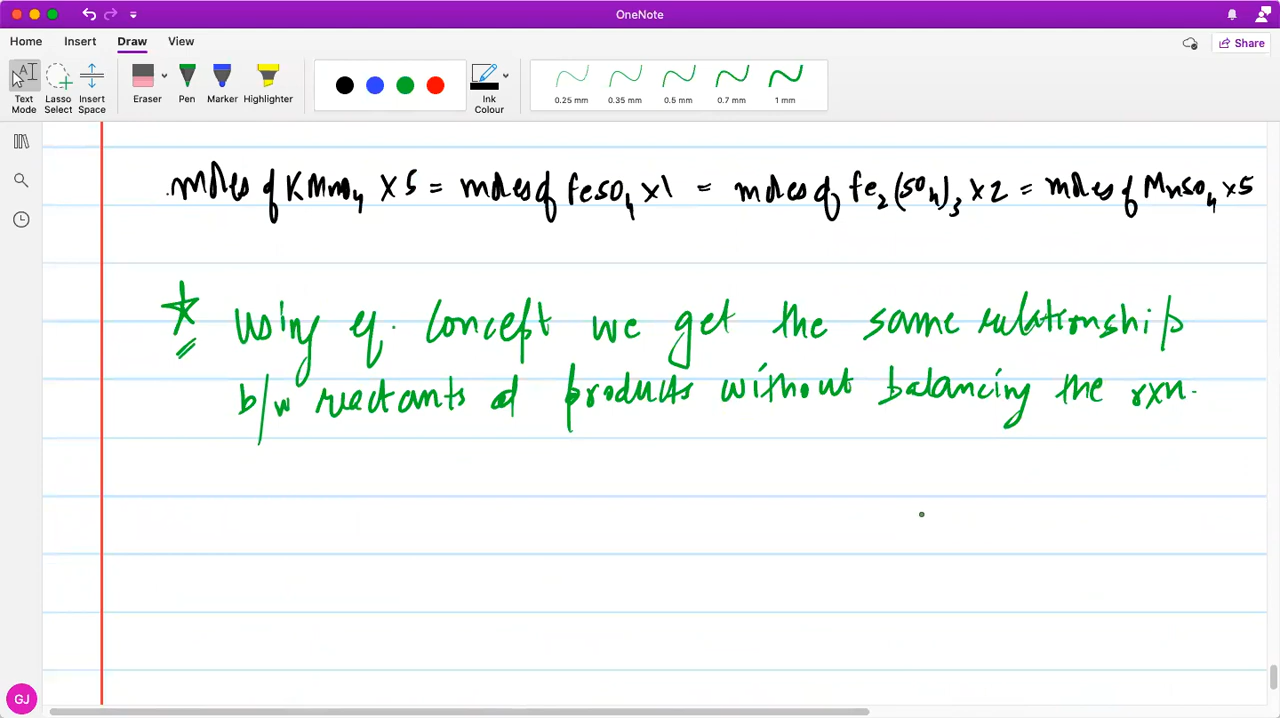 OneNote
Home Insert Draw View Share
Text Mode Lasso Select Insert Space Eraser Pen Marker Highlighter Ink Colour 0.25 mm 0.35 mm 0.5 mm 0.7 mm 1 mm
moles of KMnO4 × 5 = moles of FeSO4 × 1 = moles of Fe2(SO4)3 × 2 = moles of MnSO4 × 5
* Using eq. concept we get the same relationship
b/w reactants d products without balancing the rxn.
GJ